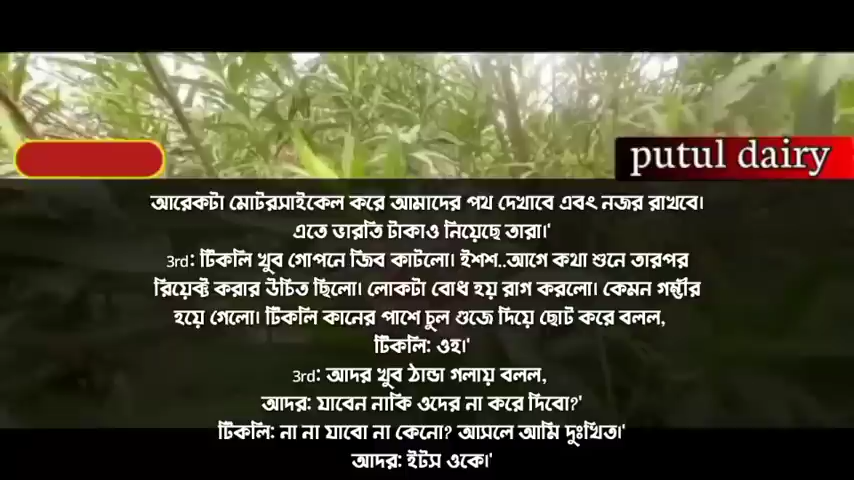 putul dairy
আরেকটা মোটরসাইকেল করে আমাদের পথ দেখাবে এবং নজর রাখবে।
এতে ভারতি টাকাও নিয়েছে তারা।'
3rd: টিকলি খুব গোপনে জিব কাটলো। ইশশ..আগে কথা শুনে তারপর
রিয়েক্ট করার উচিত ছিলো। লোকটা বোধ হয় রাগ করলো। কেমন গম্ভীর
হয়ে গেলো। টিকলি কানের পাশে চুল গুজে দিয়ে ছোট করে বলল,
টিকলি: ওহ।'
3rd: আদর খুব ঠান্ডা গলায় বলল,
আদর: যাবেন নাকি ওদের না করে দিবো?'
টিকলি: না না যাবো না কেনো? আসলে আমি দুঃখিত।'
আদর: ইটস ওকে।'